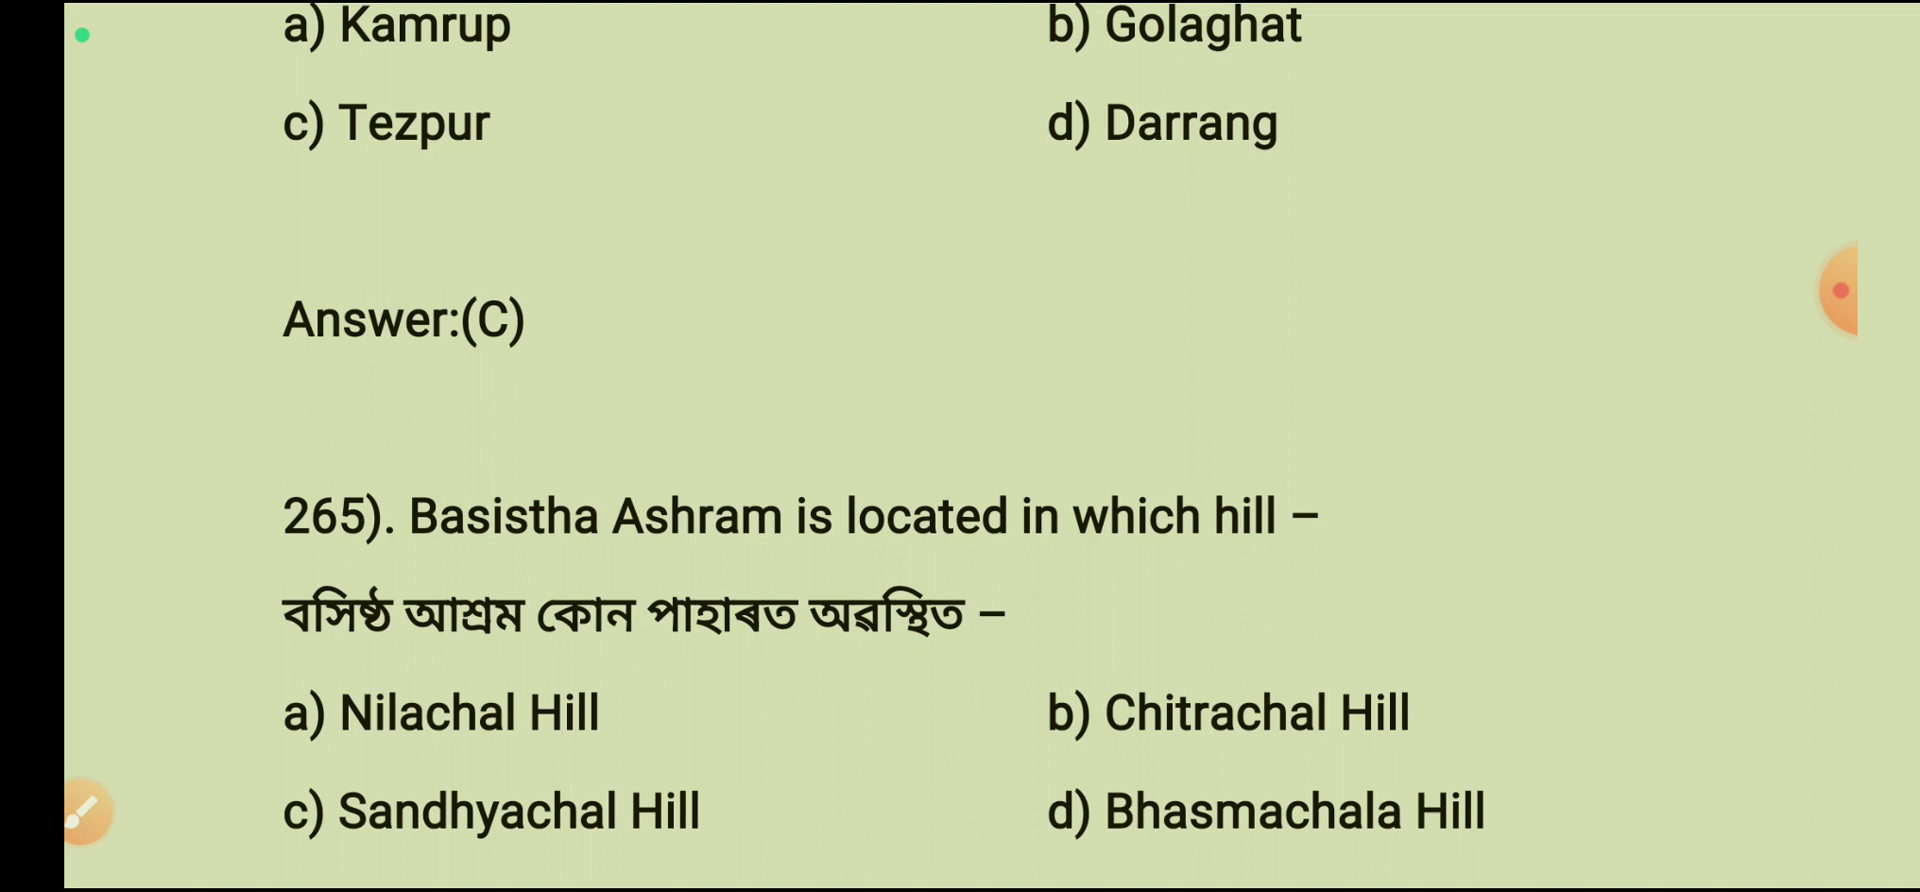 a) Kamrup b) Golaghat
c) Tezpur d) Darrang
Answer:(C)
265). Basistha Ashram is located in which hill –
বসিষ্ঠ আশ্ৰম কোন পাহাৰত অৱস্থিত –
a) Nilachal Hill b) Chitrachal Hill
c) Sandhyachal Hill d) Bhasmachala Hill